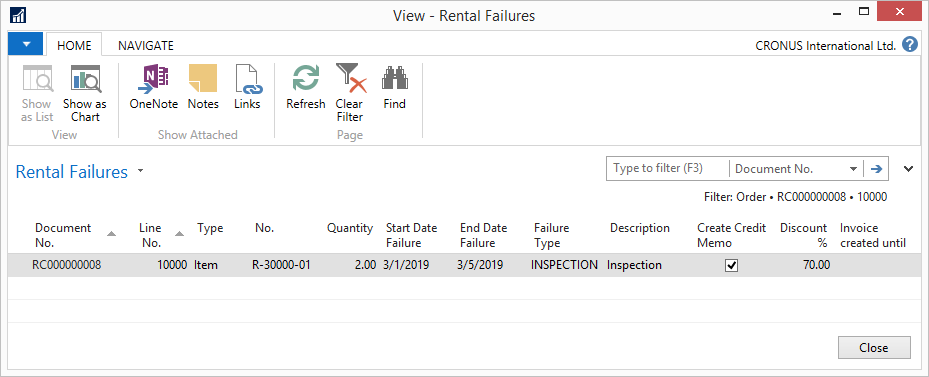 View - Rental Failures
HOME NAVIGATE CRONUS International Ltd. ?
Show as List Show as Chart OneNote Notes Links Refresh Clear Filter Find
View Show Attached Page
Rental Failures Type to filter (F3) Document No.
Filter: Order • RC000000008 • 10000
Document No. Line No. Type No. Quantity Start Date Failure End Date Failure Failure Type Description Create Credit Memo Discount % Invoice created until
RC000000008 10000 Item R-30000-01 2.00 3/1/2019 3/5/2019 INSPECTION Inspection 70.00
Close